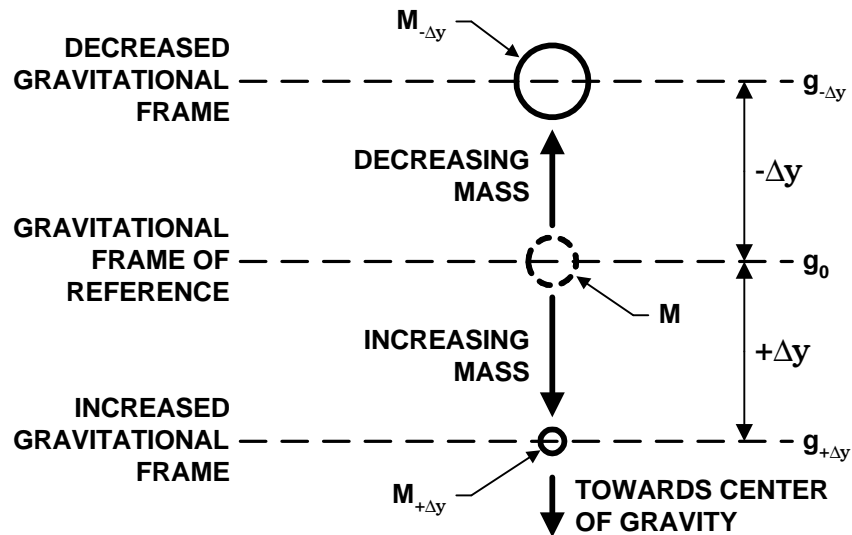 M-Δy
DECREASED
GRAVITATIONAL
FRAME
g-Δy
DECREASING
MASS
-Δy
GRAVITATIONAL
FRAME OF
REFERENCE
g0
M
INCREASING
MASS
+Δy
INCREASED
GRAVITATIONAL
FRAME
g+Δy
M+Δy
TOWARDS CENTER
OF GRAVITY